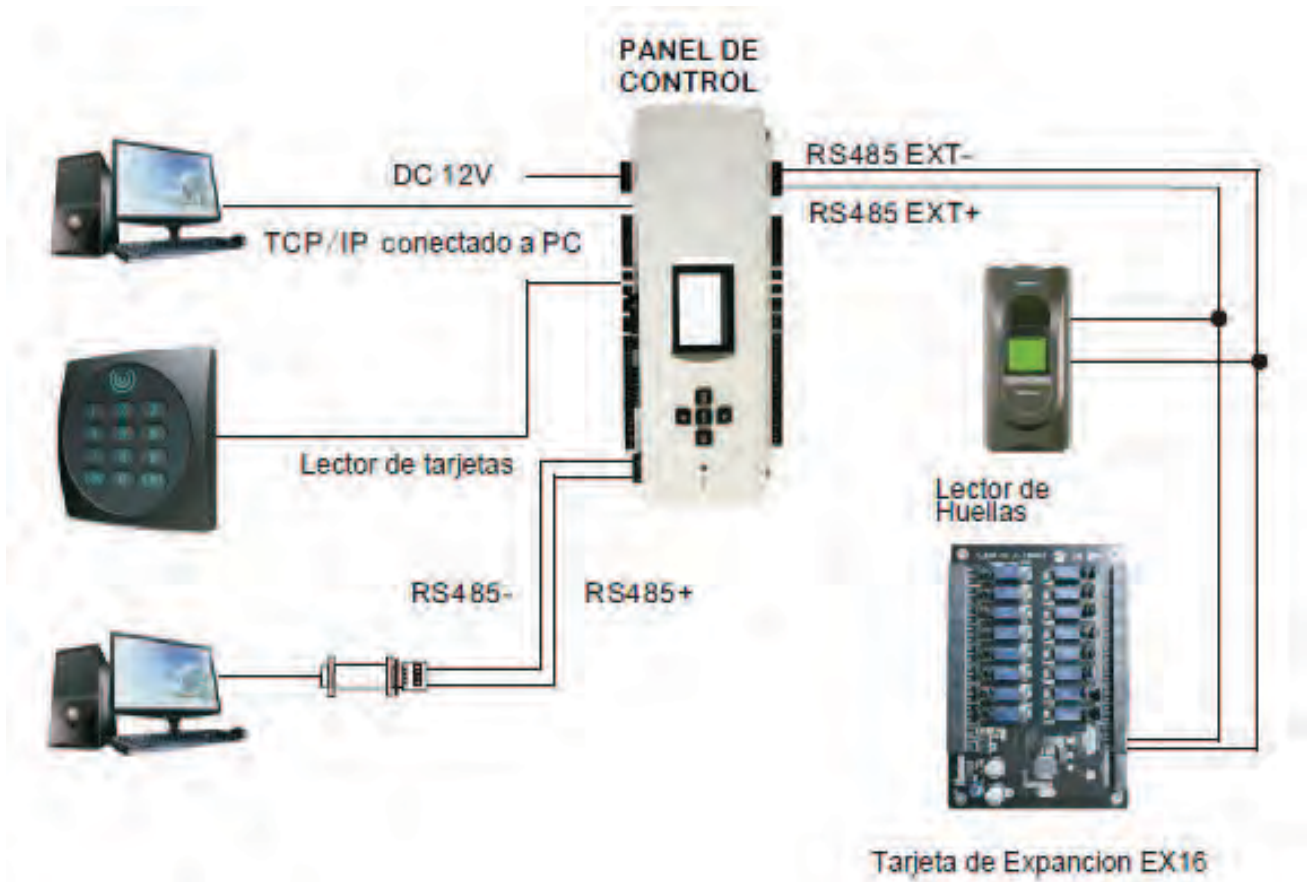 PANEL DE
CONTROL
DC 12V
RS485 EXT-
RS485 EXT+
TCP/IP conectado a PC
Lector de tarjetas
Lector de
Huellas
RS485-
RS485+
Tarjeta de Expancion EX16